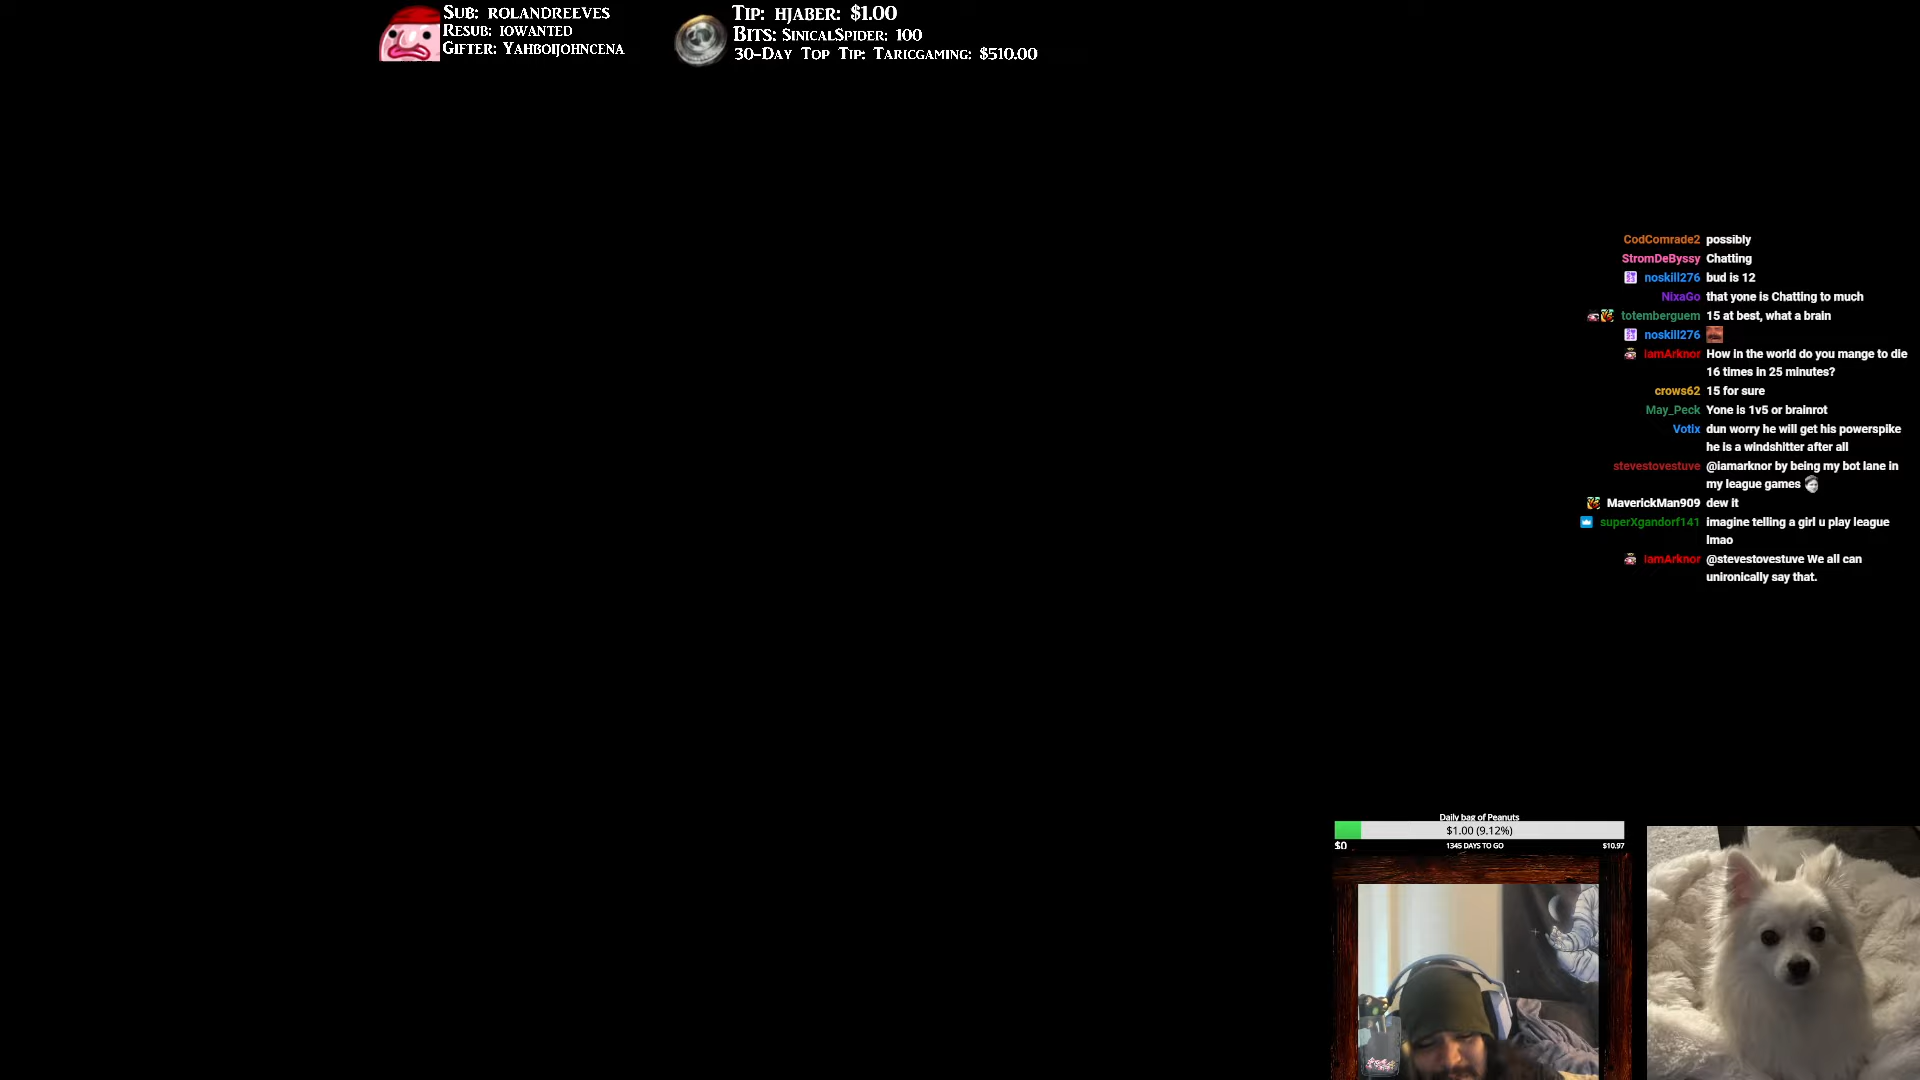 Sub: rolandreeves
Resub: iowanted
Gifter: Yahboijohncena
Tip: hjaber: $1.00
Bits: SinicalSpider: 100
30-Day Top Tip: Taricgaming: $510.00
CodComrade2 possibly
StromDeByssy Chatting
noskill276 bud is 12
NixaGo that yone is Chatting to much
totemberguem 15 at best, what a brain
noskill276
IamArknor How in the world do you mange to die
16 times in 25 minutes?
crows62 15 for sure
May_Peck Yone is 1v5 or brainrot
Votix dun worry he will get his powerspike
he is a windshitter after all
stevestovestuve @iamarknor by being my bot lane in
my league games
MaverickMan909 dew it
superXgandorf141 imagine telling a girl u play league
lmao
IamArknor @stevestovestuve We all can
unironically say that.
Daily bag of Peanuts
$1.00 (9.12%)
$0 1345 DAYS TO GO $10.97